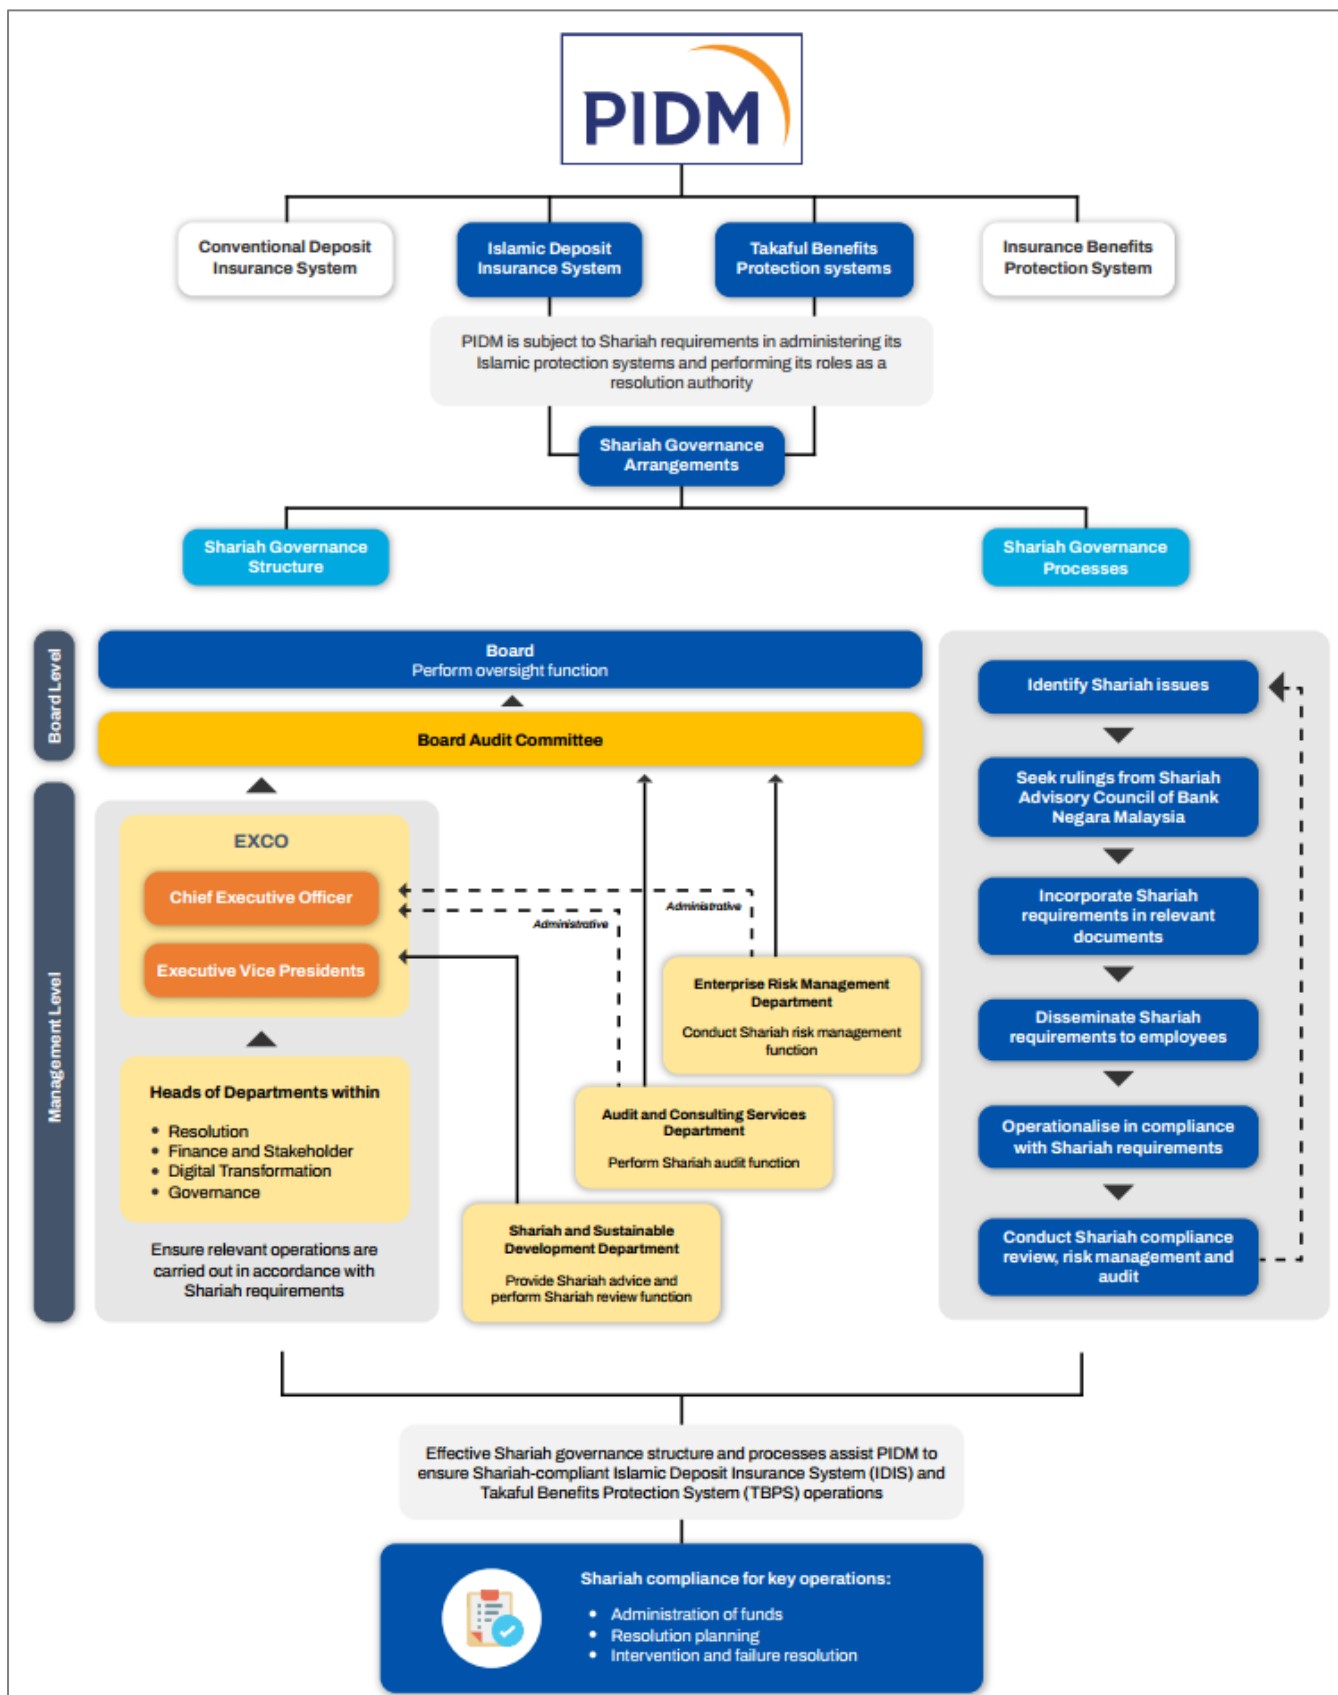 PIDM
Conventional Deposit
Insurance System
Islamic Deposit
Insurance System
Takaful Benefits
Protection systems
Insurance Benefits
Protection System
PIDM is subject to Shariah requirements in administering its
Islamic protection systems and performing its roles as a
resolution authority
Shariah Governance
Arrangements
Shariah Governance
Structure
Shariah Governance
Processes
Board Level
Board
Perform oversight function
Board Audit Committee
Management Level
EXCO
Chief Executive Officer
Executive Vice Presidents
Heads of Departments within
• Resolution
• Finance and Stakeholder
• Digital Transformation
• Governance
Ensure relevant operations are
carried out in accordance with
Shariah requirements
Administrative
Administrative
Enterprise Risk Management
Department
Conduct Shariah risk management
function
Audit and Consulting Services
Department
Perform Shariah audit function
Shariah and Sustainable
Development Department
Provide Shariah advice and
perform Shariah review function
Identify Shariah issues
Seek rulings from Shariah
Advisory Council of Bank
Negara Malaysia
Incorporate Shariah
requirements in relevant
documents
Disseminate Shariah
requirements to employees
Operationalise in compliance
with Shariah requirements
Conduct Shariah compliance
review, risk management and
audit
Effective Shariah governance structure and processes assist PIDM to
ensure Shariah-compliant Islamic Deposit Insurance System (IDIS) and
Takaful Benefits Protection System (TBPS) operations
Shariah compliance for key operations:
• Administration of funds
• Resolution planning
• Intervention and failure resolution